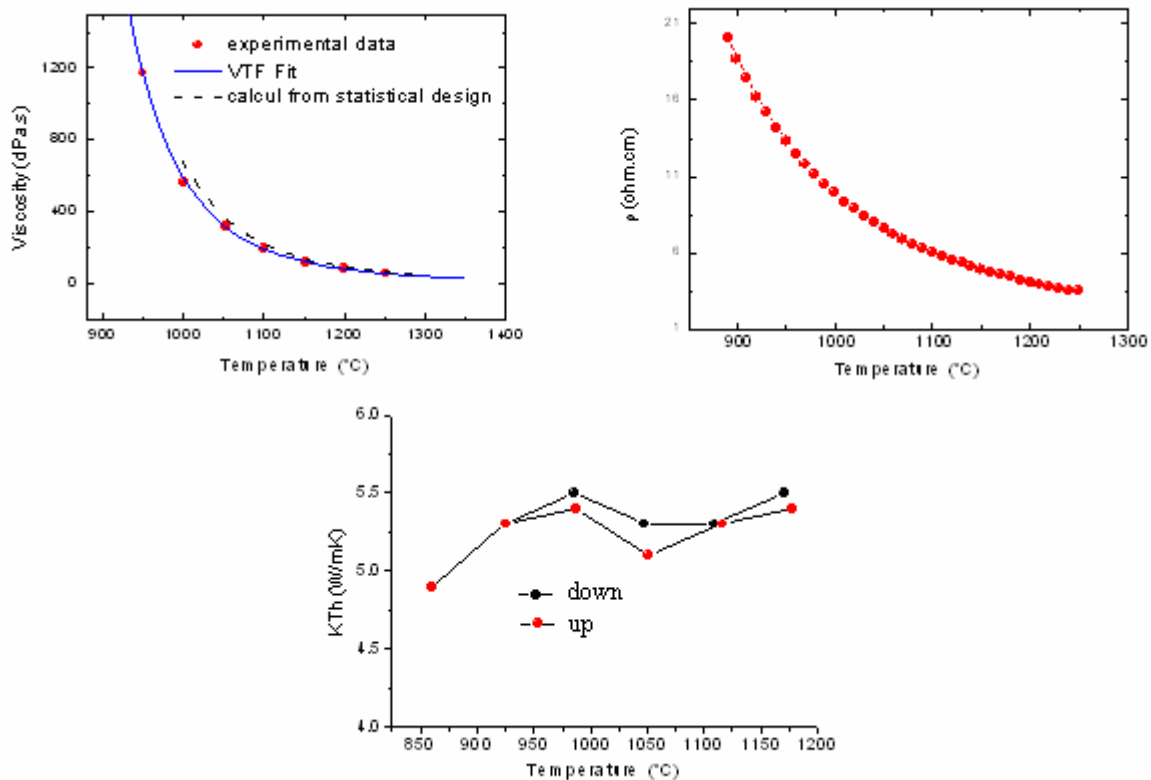 1200
800
400
0
Viscosity (dPas)
experimental data
VTF Fit
calcul from statistical design
900 1000 1100 1200 1300 1400
Temperature (°C)
21
16
11
6
1
ρ (ohm.cm)
900 1000 1100 1200 1300
Temperature (°C)
6.0
5.5
5.0
4.5
4.0
KTh (W/mK)
down
up
850 900 950 1000 1050 1100 1150 1200
Temperature (°C)